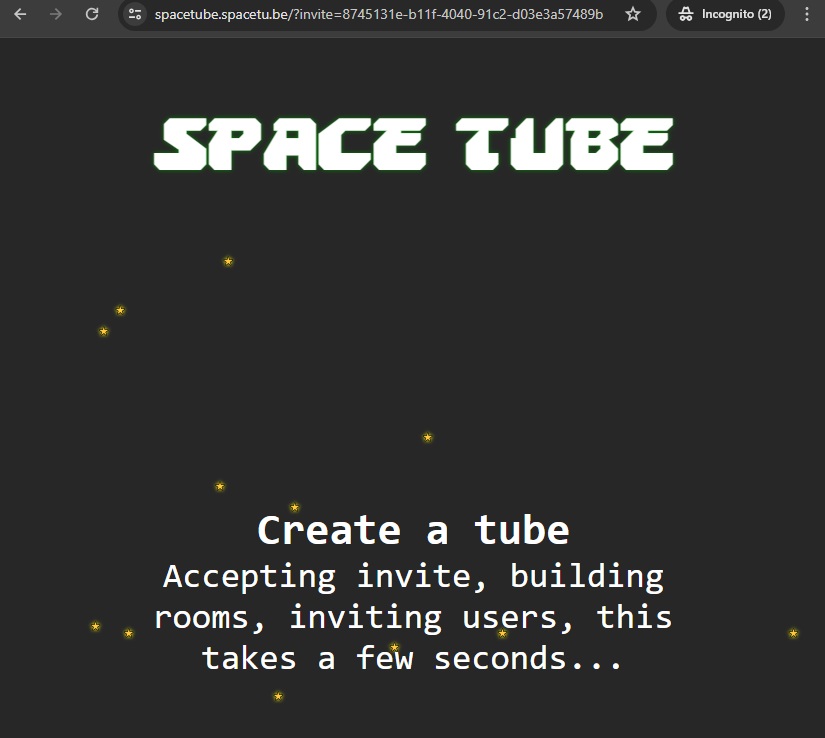 spacetube.spacetu.be/?invite=8745131e-b11f-4040-91c2-d03e3a57489b
Incognito (2)
SPACE TUBE
Create a tube
Accepting invite, building
rooms, inviting users, this
takes a few seconds...